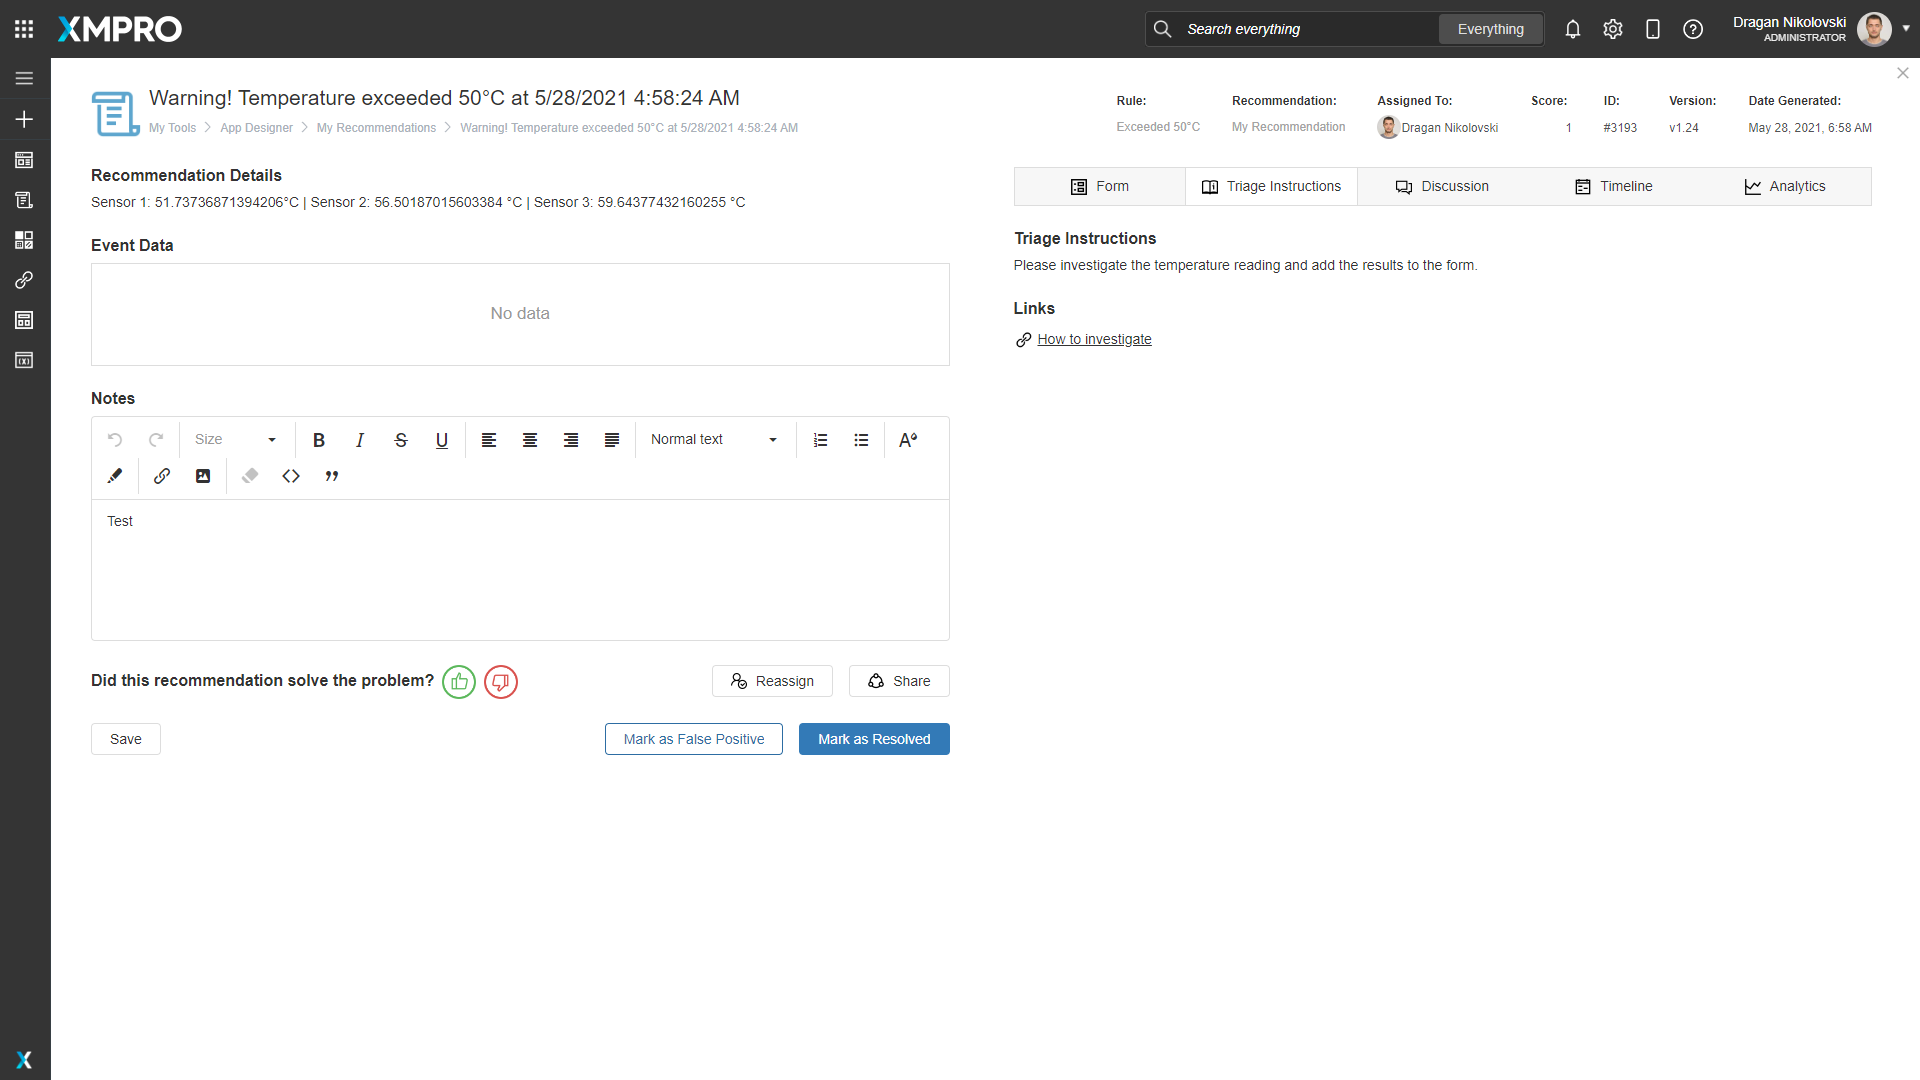 XMPRO
Search everything
Everything
Dragan Nikolovski
ADMINISTRATOR
Warning! Temperature exceeded 50°C at 5/28/2021 4:58:24 AM
My Tools > App Designer > My Recommendations > Warning! Temperature exceeded 50°C at 5/28/2021 4:58:24 AM
Rule: Recommendation: Assigned To: Score: ID: Version: Date Generated:
Exceeded 50°C My Recommendation Dragan Nikolovski 1 #3193 v1.24 May 28, 2021, 6:58 AM
Recommendation Details
Sensor 1: 51.73736871394206°C | Sensor 2: 56.50187015603384 °C | Sensor 3: 59.64377432160255 °C
Event Data
No data
Notes
Size
B I S U
Normal text
A
Test
Did this recommendation solve the problem?
Reassign
Share
Save
Mark as False Positive
Mark as Resolved
Form
Triage Instructions
Discussion
Timeline
Analytics
Triage Instructions
Please investigate the temperature reading and add the results to the form.
Links
How to investigate
X